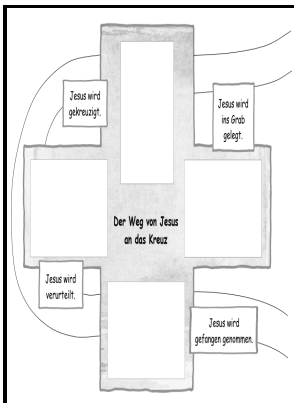 Jesus wird
gekreuzigt.
Jesus wird
ins Grab
gelegt.
Der Weg von Jesus
an das Kreuz
Jesus wird
verurteilt.
Jesus wird
gefangen genommen.